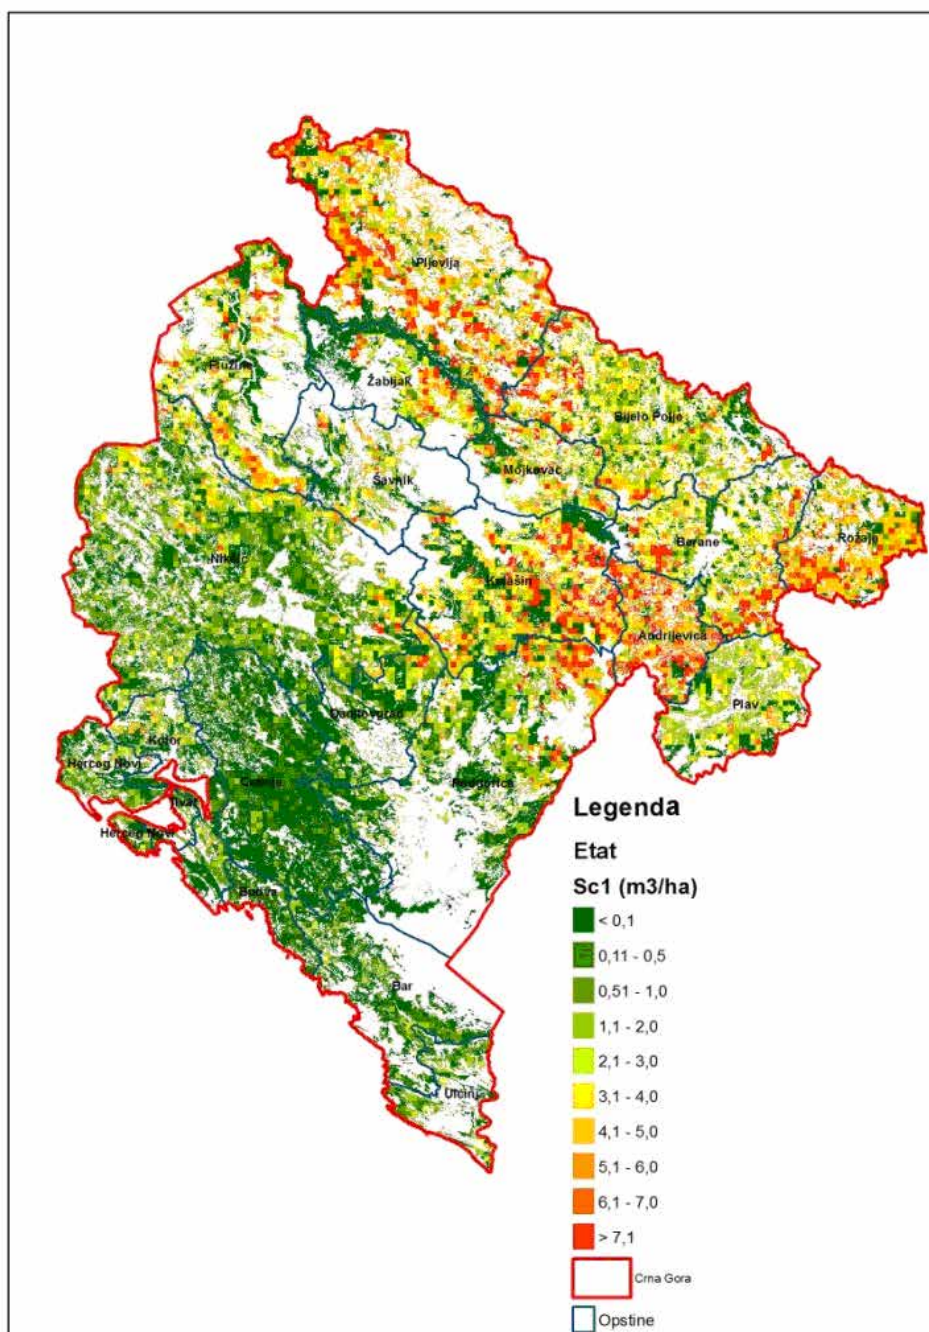 Pljevlja
Plužine
Žabljak
Bijelo Polje
Šavnik
Mojkovac
Nikšić
Berane
Rožaje
Kolašin
Andrijevica
Plav
Danilovgrad
Kotor
Herceg Novi
Cetinje
Podgorica
Tivat
Herceg Novi
Budva
Bar
Ulcinj
Legenda
Etat
Sc1 (m3/ha)
< 0,1
0,11 - 0,5
0,51 - 1,0
1,1 - 2,0
2,1 - 3,0
3,1 - 4,0
4,1 - 5,0
5,1 - 6,0
6,1 - 7,0
> 7,1
Crna Gora
Opstine